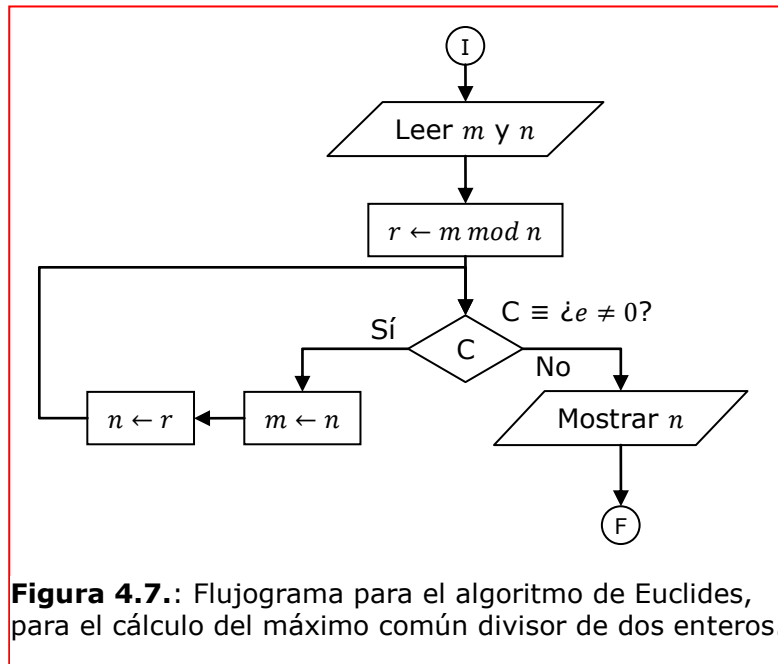 I
Leer m y n
r ← m mod n
C ≡ ¿e ≠ 0?
Sí
C
No
n ← r
m ← n
Mostrar n
F
Figura 4.7.: Flujograma para el algoritmo de Euclides,
para el cálculo del máximo común divisor de dos enteros.